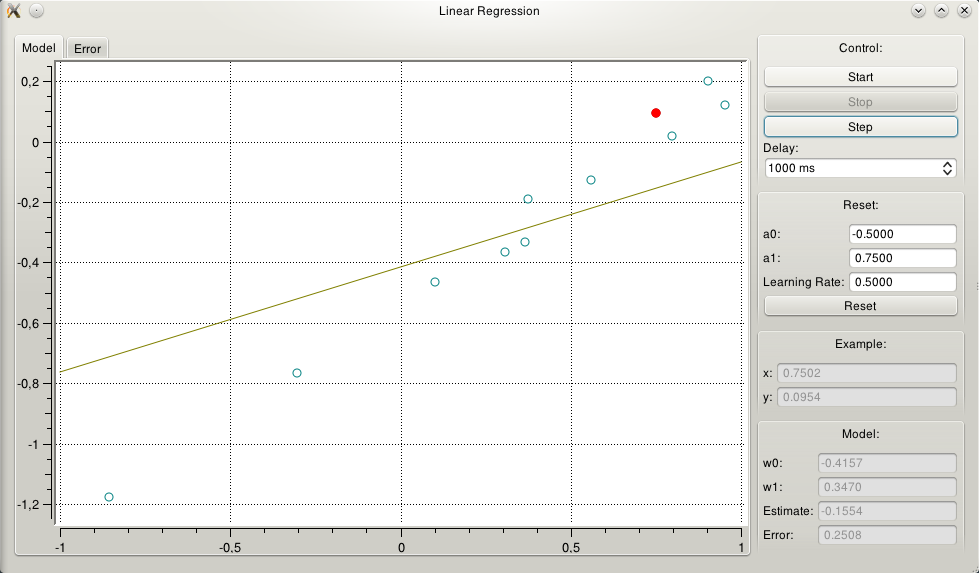 Linear Regression
Model
Error
0,2
0
-0,2
-0,4
-0,6
-0,8
-1
-1,2
-1
-0.5
0
0.5
1
Control:
Start
Stop
Step
Delay:
1000 ms
Reset:
a0: -0.5000
a1: 0.7500
Learning Rate: 0.5000
Reset
Example:
x: 0.7502
y: 0.0954
Model:
w0: -0.4157
w1: 0.3470
Estimate: -0.1554
Error: 0.2508